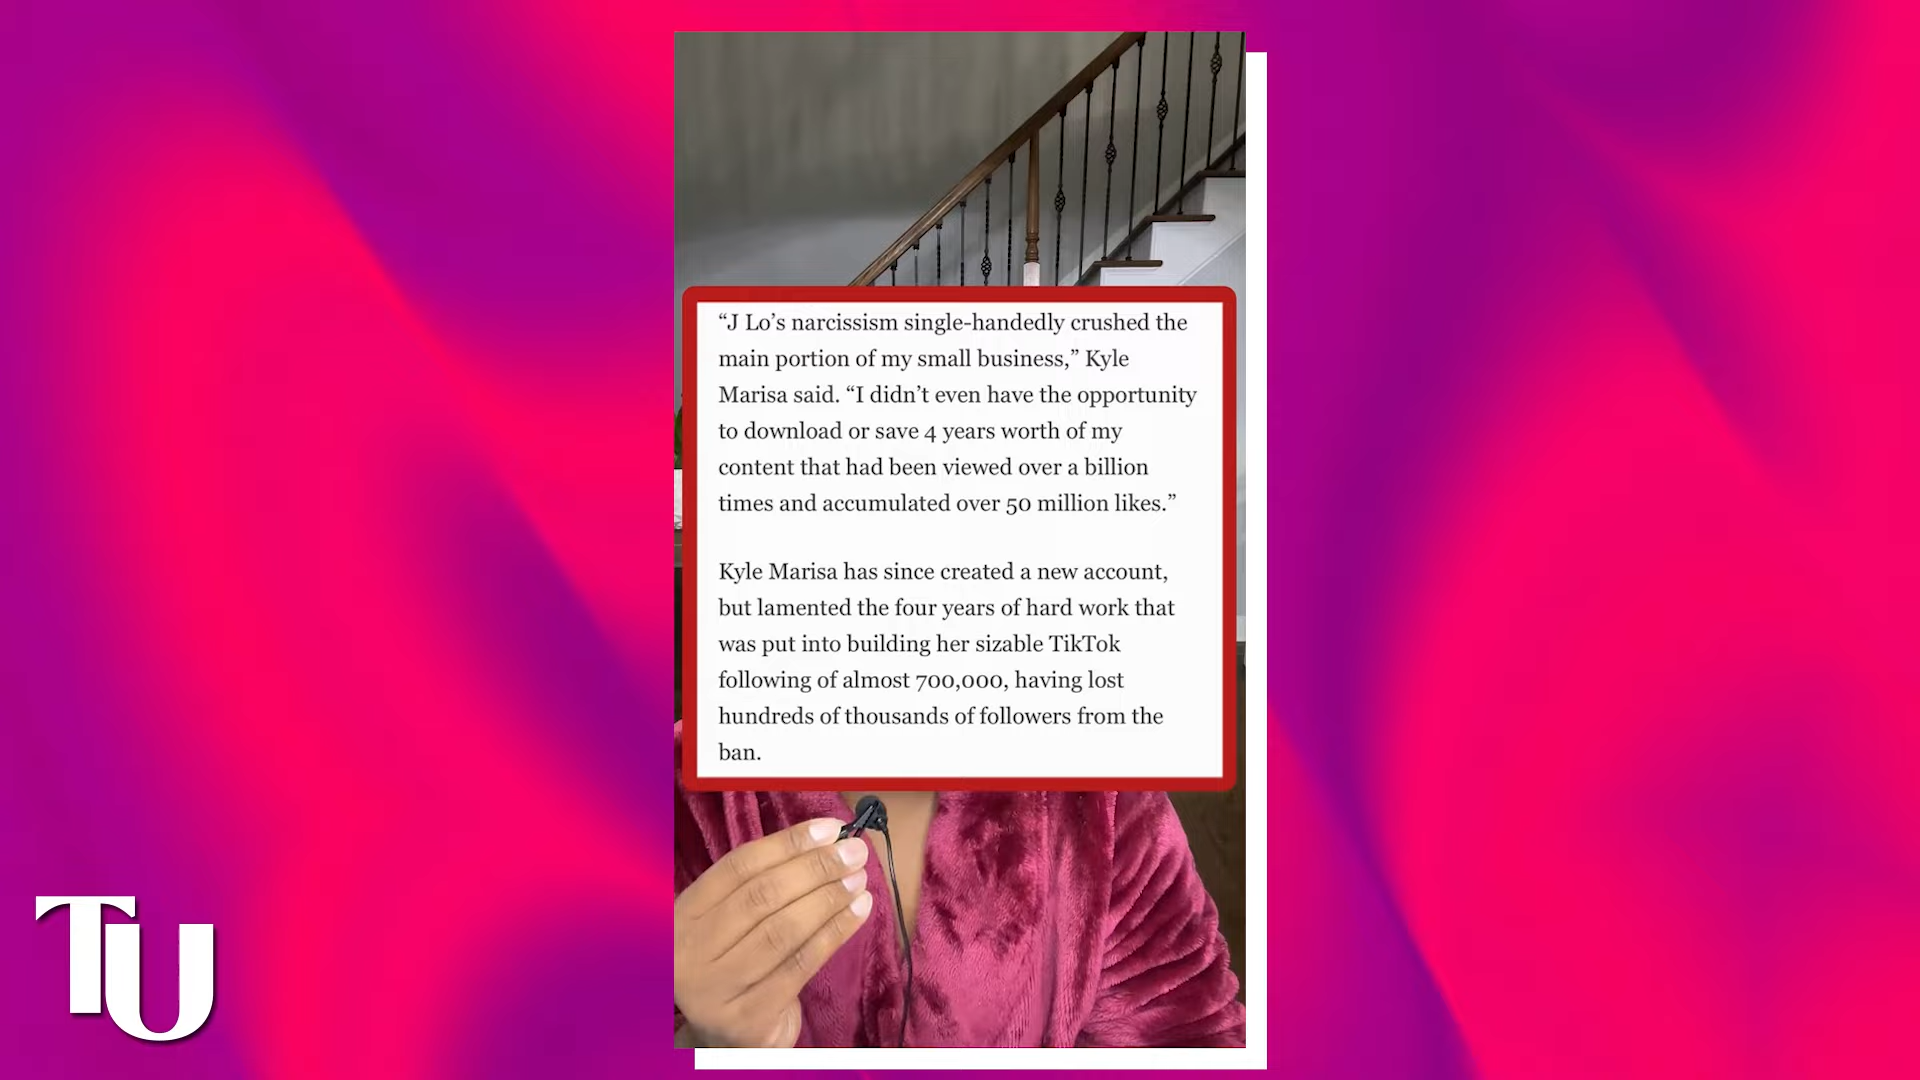 “J Lo’s narcissism single-handedly crushed the
main portion of my small business,” Kyle
Marisa said. “I didn’t even have the opportunity
to download or save 4 years worth of my
content that had been viewed over a billion
times and accumulated over 50 million likes.”
Kyle Marisa has since created a new account,
but lamented the four years of hard work that
was put into building her sizable TikTok
following of almost 700,000, having lost
hundreds of thousands of followers from the
ban.
TU